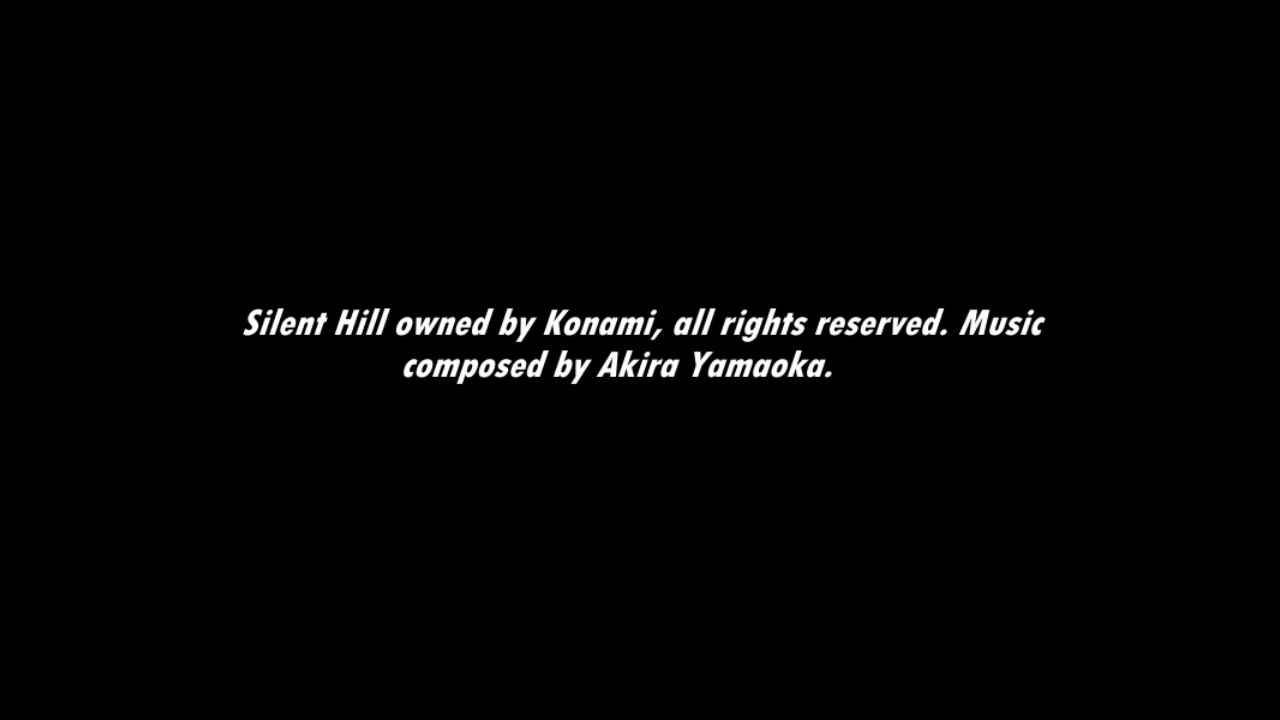 Silent Hill owned by Konami, all rights reserved. Music
composed by Akira Yamaoka.